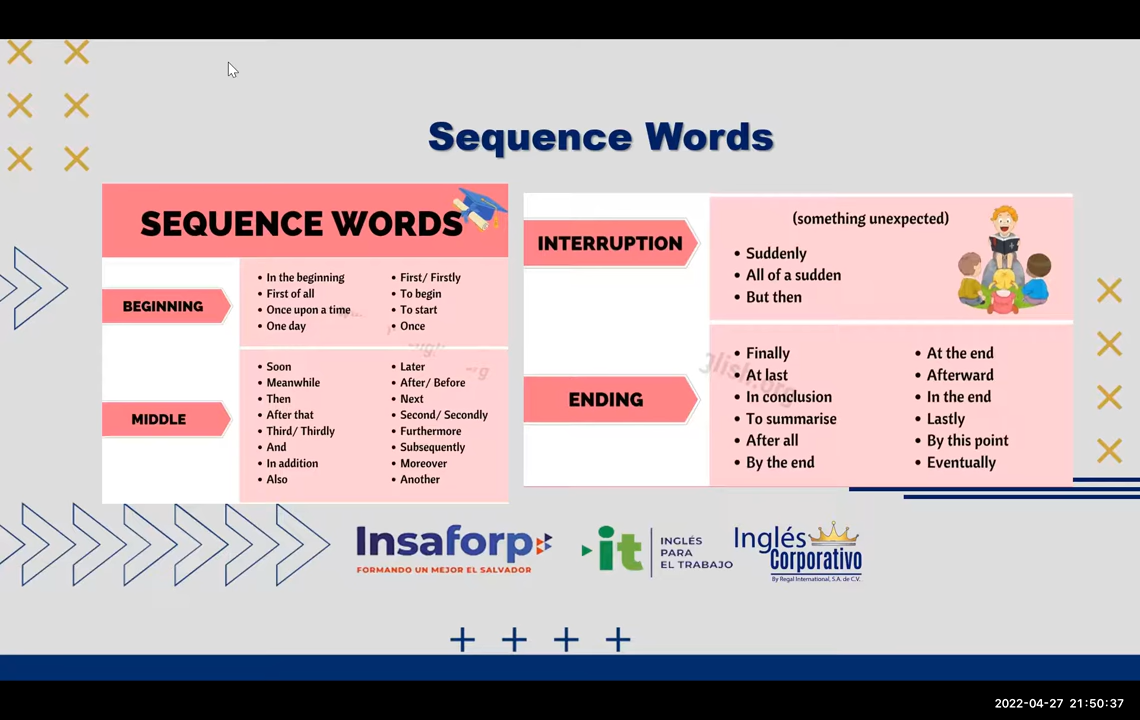 Sequence Words
SEQUENCE WORDS
BEGINNING
• In the beginning
• First of all
• Once upon a time
• One day
• First/ Firstly
• To begin
• To start
• Once
MIDDLE
• Soon
• Meanwhile
• Then
• After that
• Third/ Thirdly
• And
• In addition
• Also
• Later
• After/ Before
• Next
• Second/ Secondly
• Furthermore
• Subsequently
• Moreover
• Another
INTERRUPTION
(something unexpected)
• Suddenly
• All of a sudden
• But then
ENDING
• Finally
• At last
• In conclusion
• To summarise
• After all
• By the end
• At the end
• Afterward
• In the end
• Lastly
• By this point
• Eventually
Insaforp
FORMANDO UN MEJOR EL SALVADOR
it
INGLÉS
PARA
EL TRABAJO
Inglés
Corporativo
By Regal International, S.A. de C.V.
2022-04-27 21:50:37